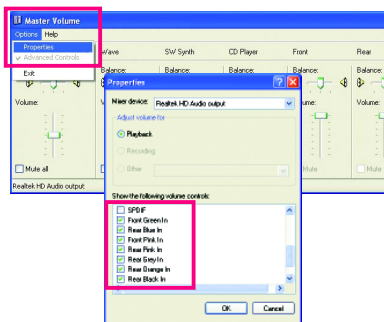 Master Volume
Options Help
Properties
Advanced Controls
Exit
Wave
SW Synth
CD Player
Front
Rear
Balance:
Balance:
Balance:
Balance:
Balance:
Volume:
Mute all
Mute
Mute
Realtek HD Audio output
Properties
Mixer device: Realtek HD Audio output
Adjust volume for
Playback
Recording
Other
Show the following volume controls:
SPDIF
Front Green In
Rear Blue In
Front Pink In
Rear Pink In
Rear Grey In
Rear Orange In
Rear Black In
OK Cancel